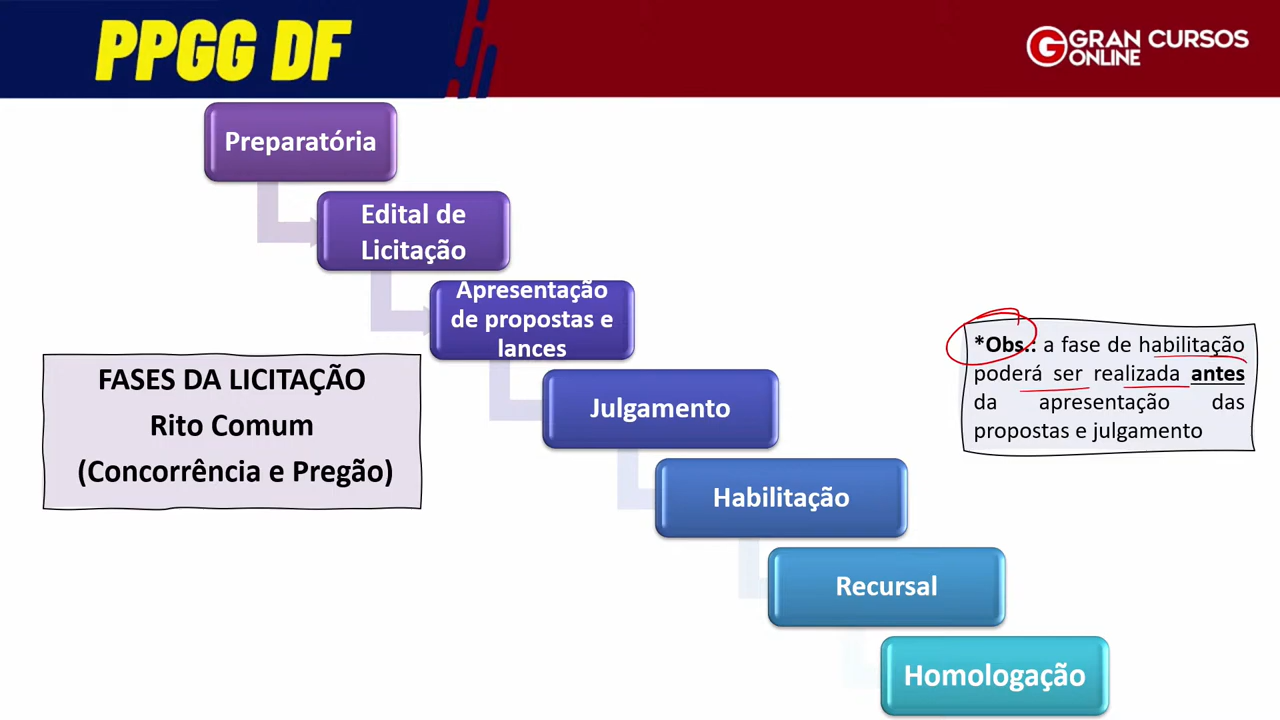 PPGG DF
GRAN CURSOS
ONLINE
Preparatória
Edital de
Licitação
Apresentação
de propostas e
lances
FASES DA LICITAÇÃO
Rito Comum
(Concorrência e Pregão)
*Obs.: a fase de habilitação
poderá ser realizada antes
da apresentação das
propostas e julgamento
Julgamento
Habilitação
Recursal
Homologação